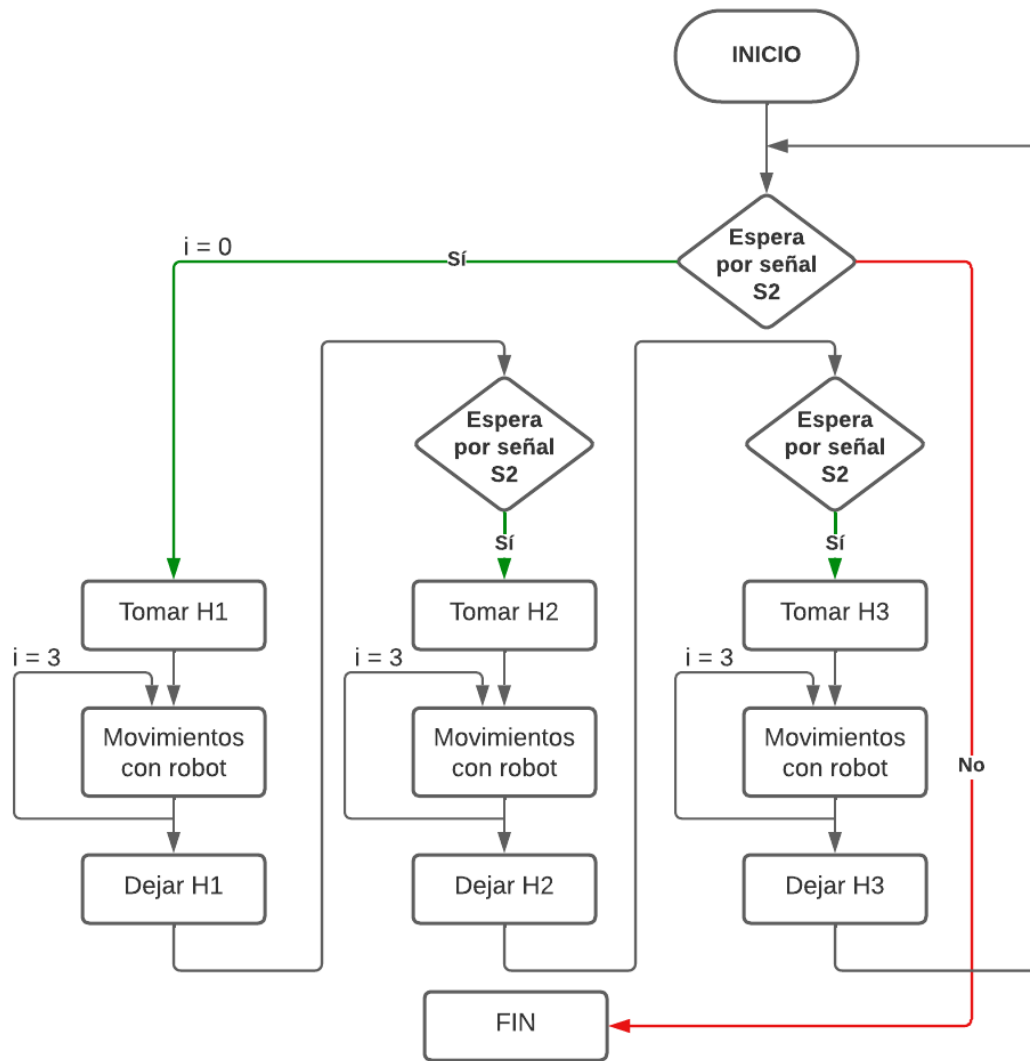 INICIO
Espera
por señal
S2
i = 0
Sí
Espera
por señal
S2
Espera
por señal
S2
Sí
Sí
Tomar H1
Tomar H2
Tomar H3
i = 3
i = 3
i = 3
Movimientos
con robot
Movimientos
con robot
Movimientos
con robot
No
Dejar H1
Dejar H2
Dejar H3
FIN